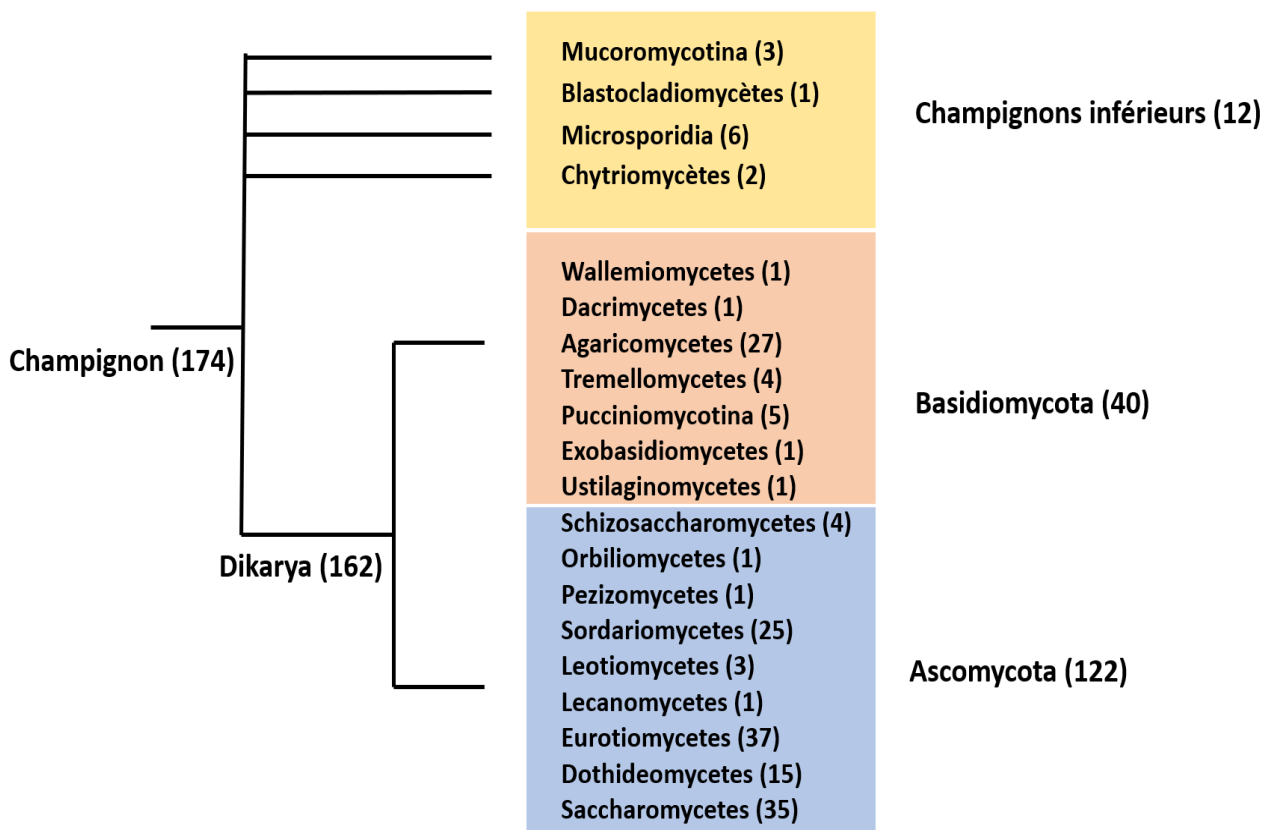 Mucoromycotina (3)
Blastocladiomycètes (1)
Microsporidia (6)
Chytriomycètes (2)
Champignons inférieurs (12)
Champignon (174)
Dikarya (162)
Wallemiomycetes (1)
Dacrimycetes (1)
Agaricomycetes (27)
Tremellomycetes (4)
Pucciniomycotina (5)
Exobasidiomycetes (1)
Ustilaginomycetes (1)
Basidiomycota (40)
Schizosaccharomycetes (4)
Orbiliomycetes (1)
Pezizomycetes (1)
Sordariomycetes (25)
Leotiomycetes (3)
Lecanomycetes (1)
Eurotiomycetes (37)
Dothideomycetes (15)
Saccharomycetes (35)
Ascomycota (122)